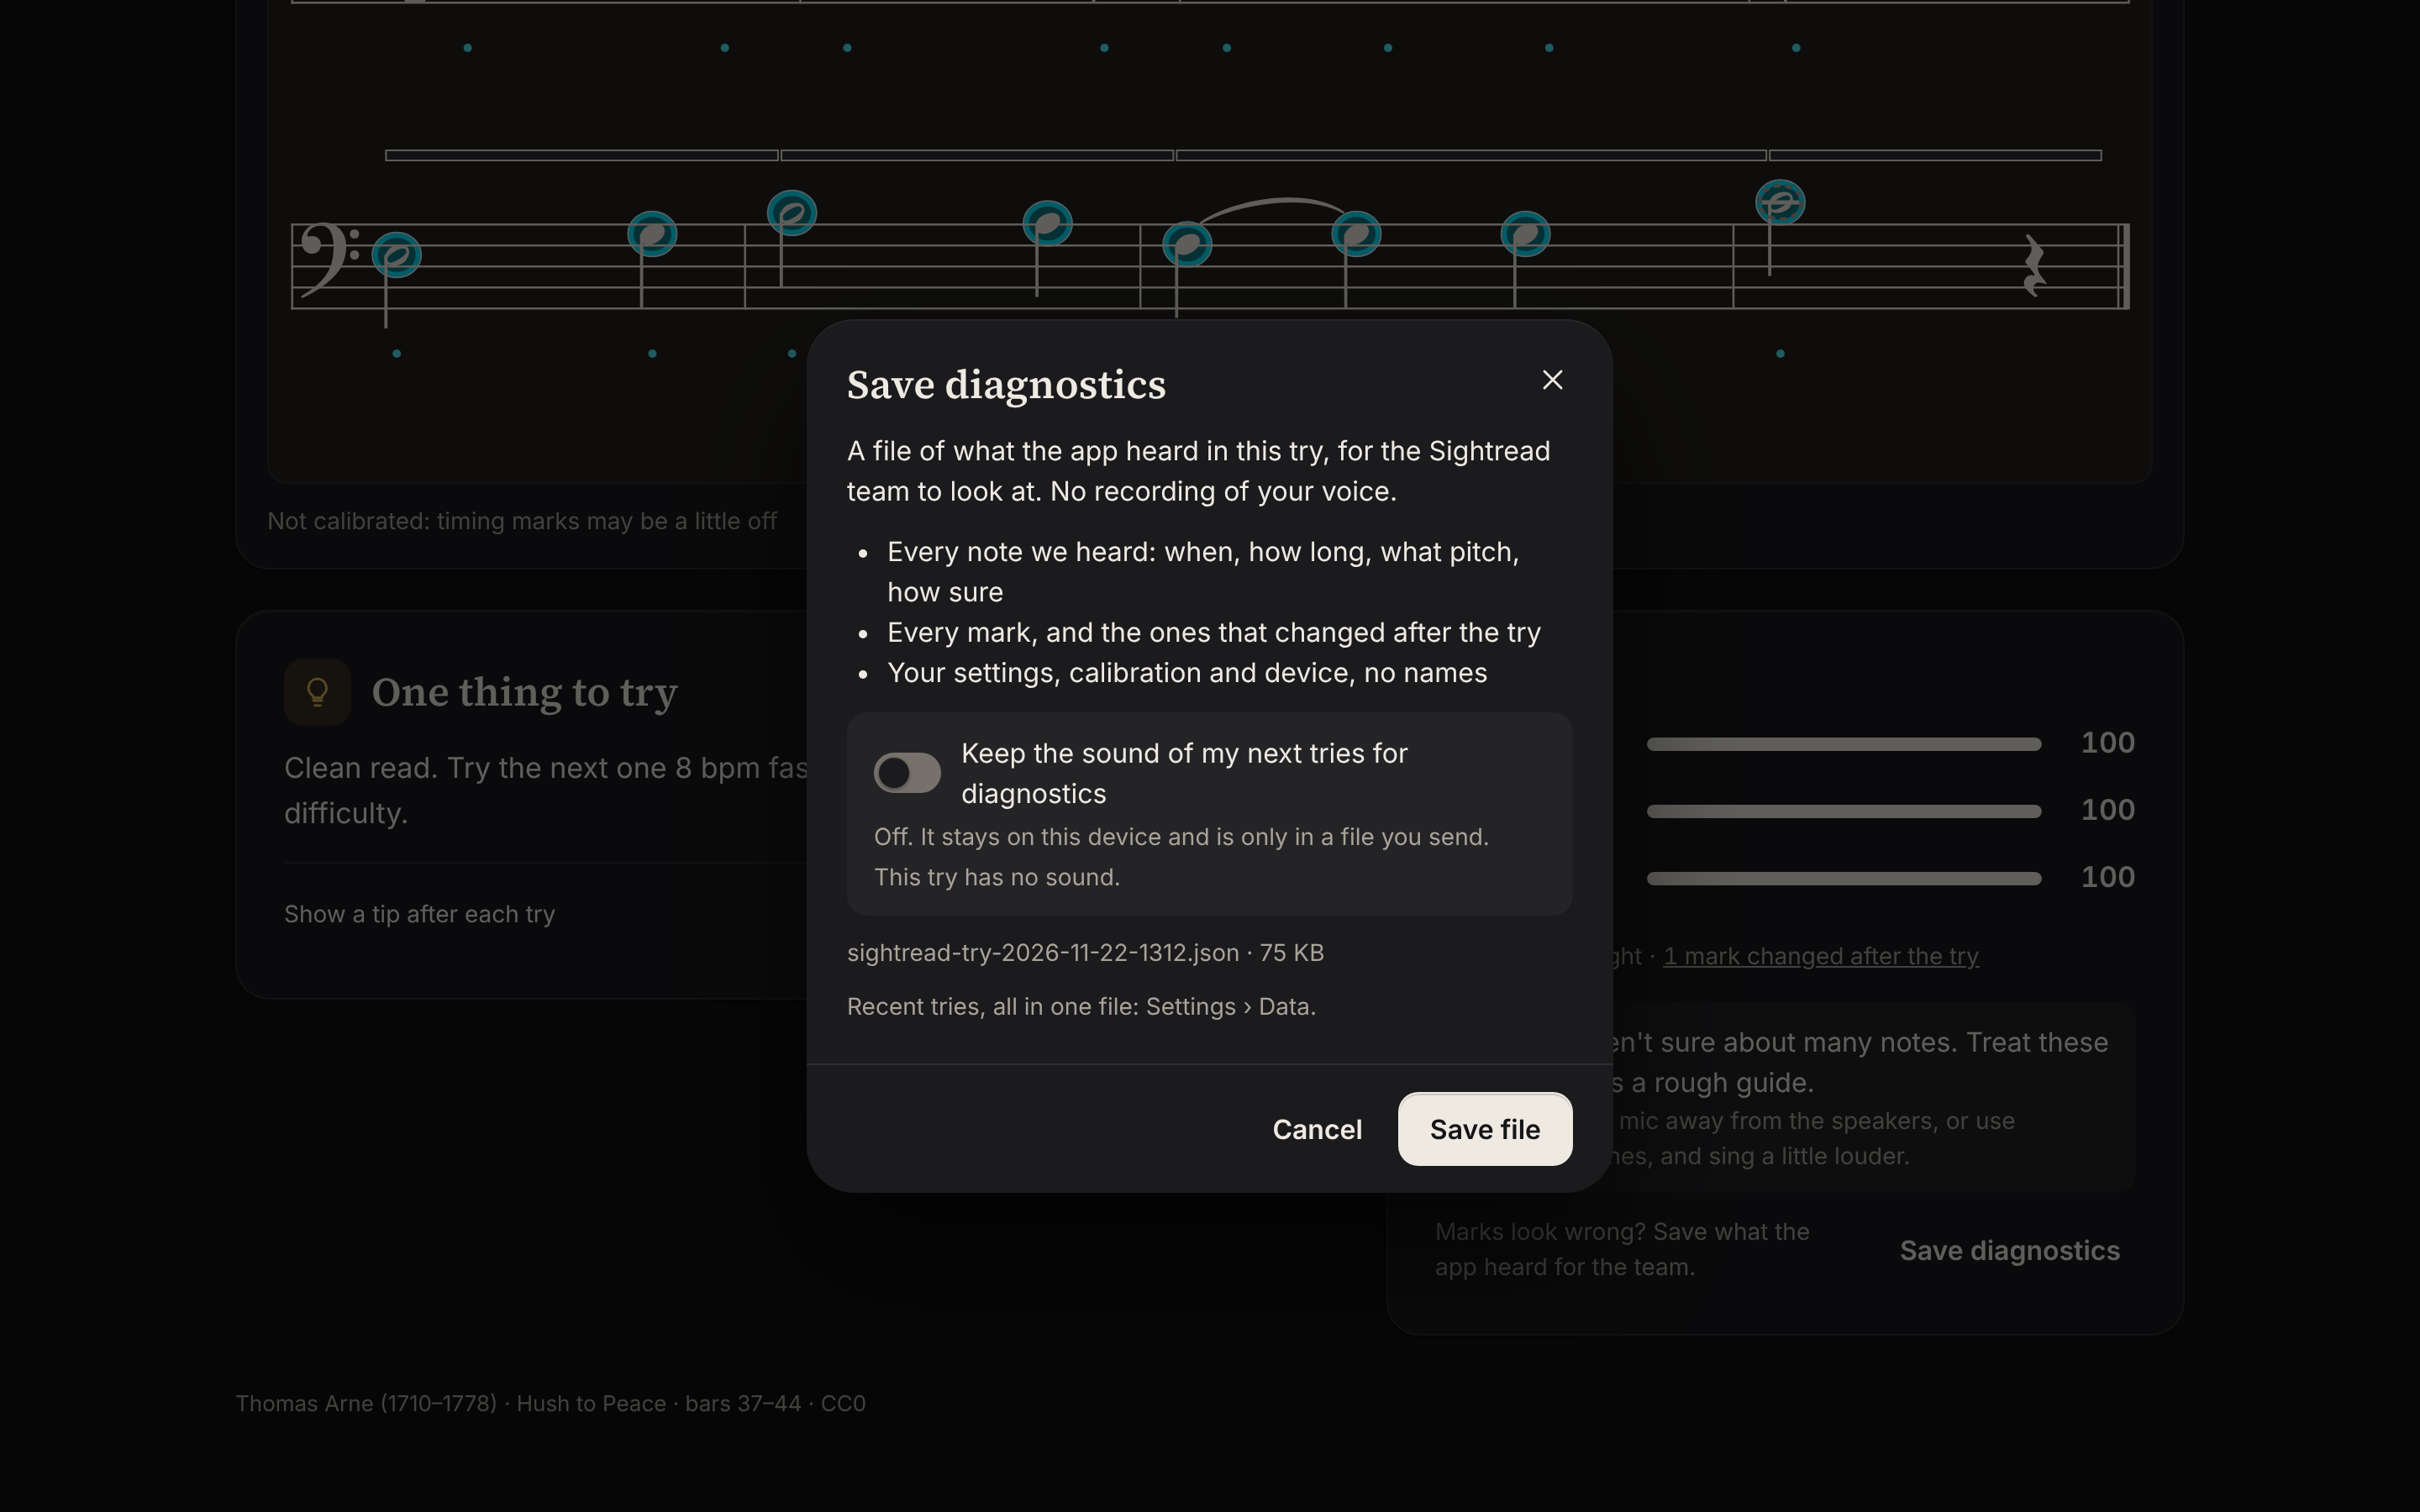 Save diagnostics
A file of what the app heard in this try, for the Sightread
team to look at. No recording of your voice.
• Every note we heard: when, how long, what pitch,
how sure
• Every mark, and the ones that changed after the try
• Your settings, calibration and device, no names
Keep the sound of my next tries for
diagnostics
Off. It stays on this device and is only in a file you send.
This try has no sound.
sightread-try-2026-11-22-1312.json · 75 KB
Recent tries, all in one file: Settings › Data.
Cancel
Save file
Not calibrated: timing marks may be a little off
One thing to try
Clean read. Try the next one 8 bpm
difficulty.
Show a tip after each try
100
100
100
· 1 mark changed after the try
sure about many notes. Treat these
a rough guide.
mic away from the speakers, or use
and sing a little louder.
Marks look wrong? Save what the
app heard for the team.
Save diagnostics
Thomas Arne (1710–1778) · Hush to Peace · bars 37–44 · CC0